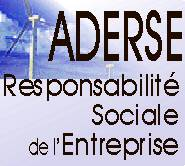 ADERSE
Responsabilité
Sociale
de l'Entreprise